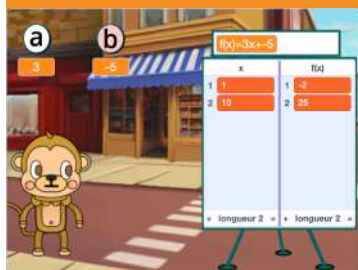 a b
3 -5
f(x)=3x+-5
x f(x)
1 1 1 -2
2 10 2 25
+ longueur 2 = + longueur 2 =